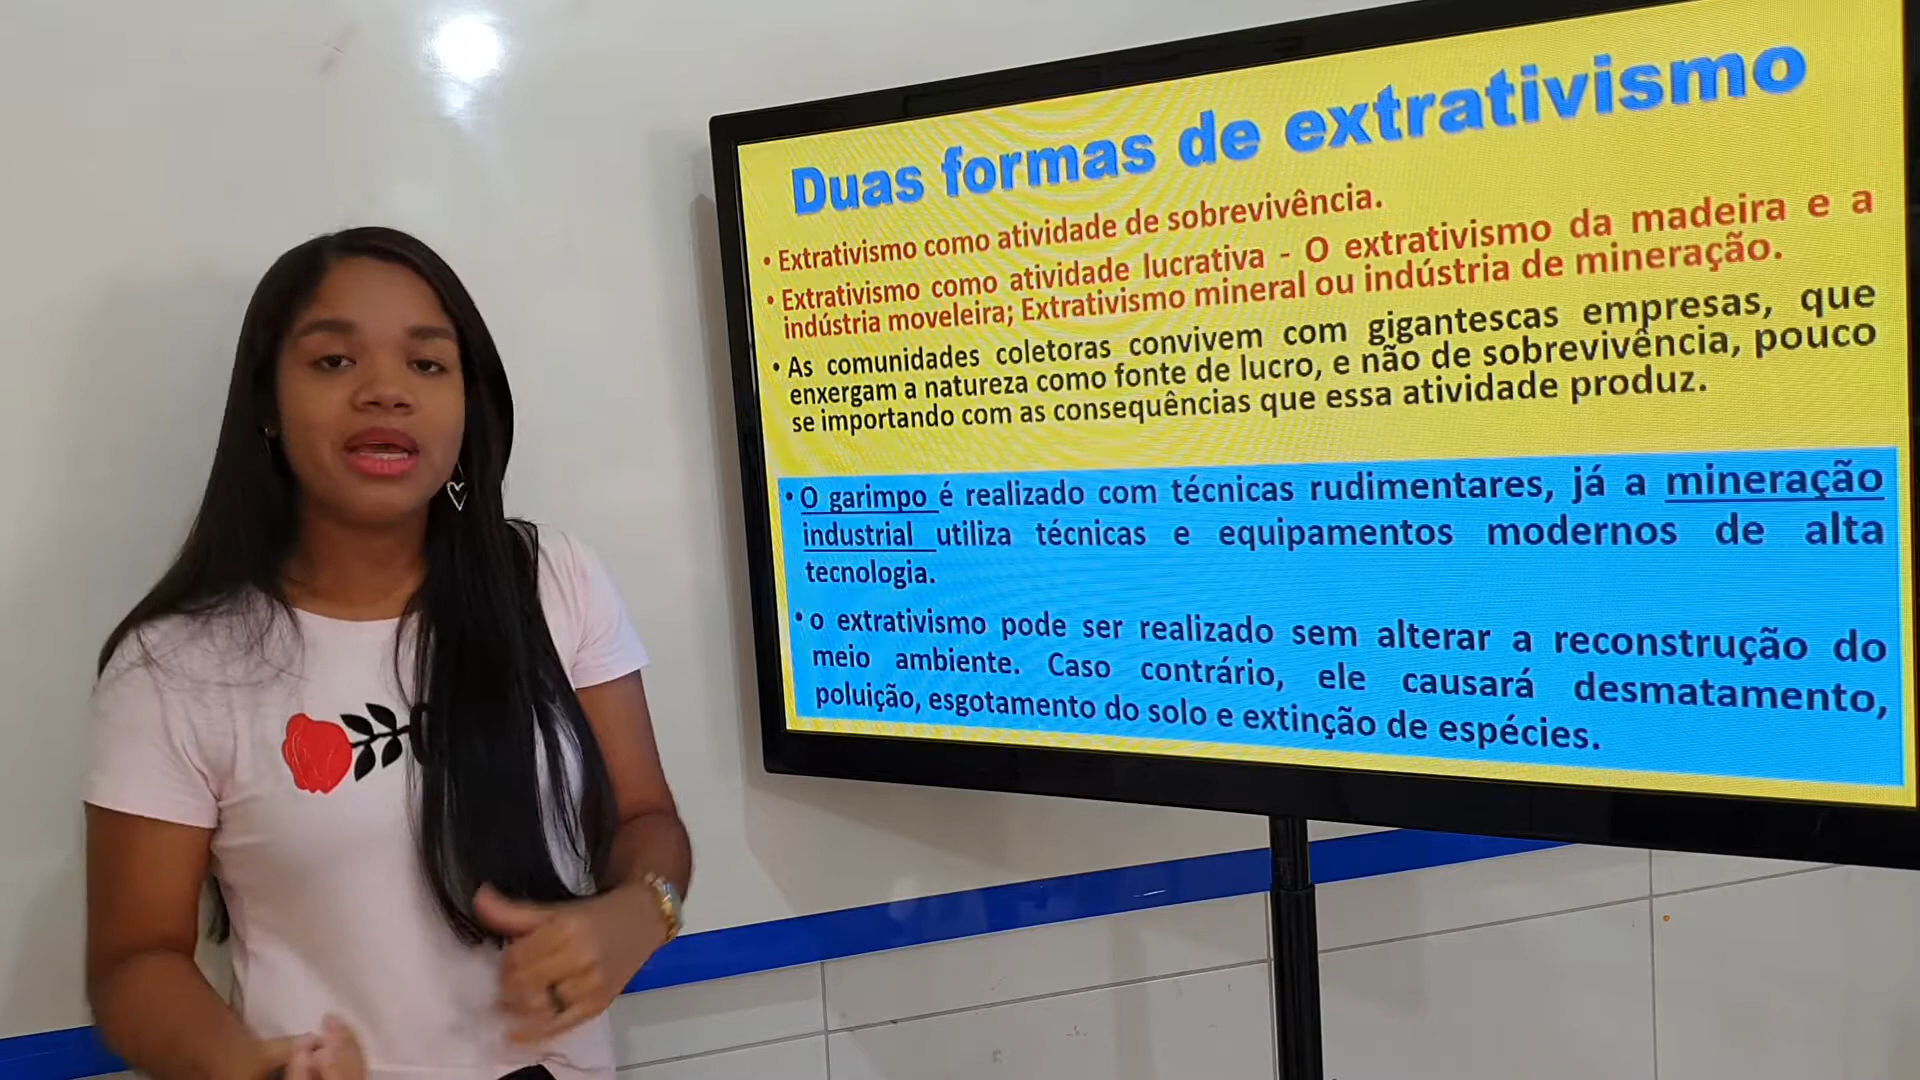 Duas formas de extrativismo
• Extrativismo como atividade de sobrevivência.
• Extrativismo como atividade lucrativa - O extrativismo da madeira e a
indústria moveleira; Extrativismo mineral ou indústria de mineração.
• As comunidades coletoras convivem com gigantescas empresas, que
enxergam a natureza como fonte de lucro, e não de sobrevivência, pouco
se importando com as consequências que essa atividade produz.
• O garimpo é realizado com técnicas rudimentares, já a mineração
industrial utiliza técnicas e equipamentos modernos de alta
tecnologia.
• o extrativismo pode ser realizado sem alterar a reconstrução do
meio ambiente. Caso contrário, ele causará desmatamento,
poluição, esgotamento do solo e extinção de espécies.